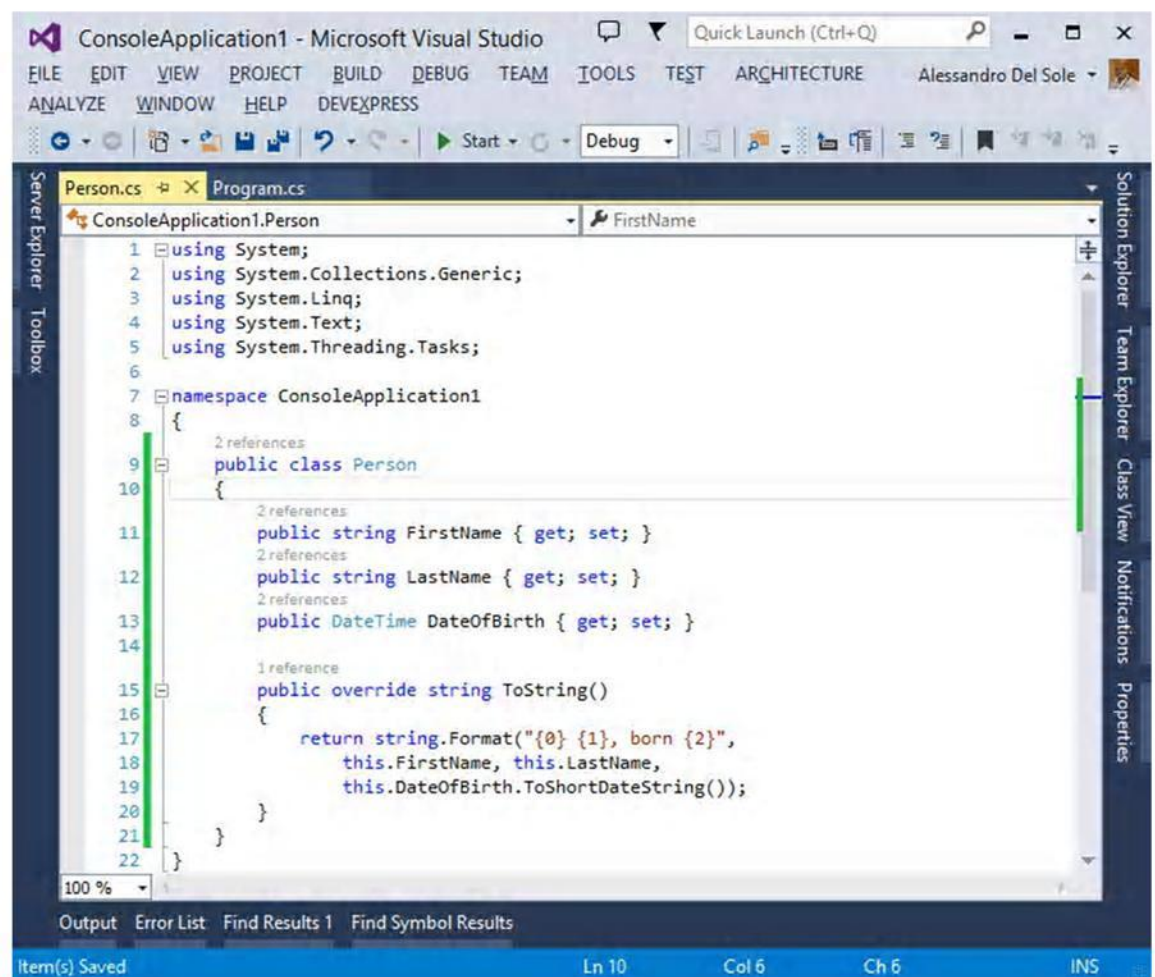 ConsoleApplication1 - Microsoft Visual Studio
Quick Launch (Ctrl+Q)
FILE EDIT VIEW PROJECT BUILD DEBUG TEAM TOOLS TEST ARCHITECTURE Alessandro Del Sole
ANALYZE WINDOW HELP DEVEXPRESS
Start Debug
Server Explorer
Toolbox
Person.cs Program.cs
ConsoleApplication1.Person FirstName
1 using System;
2 using System.Collections.Generic;
3 using System.Linq;
4 using System.Text;
5 using System.Threading.Tasks;
6
7 namespace ConsoleApplication1
8 {
2 references
9 public class Person
10 {
2 references
11 public string FirstName { get; set; }
2 references
12 public string LastName { get; set; }
2 references
13 public DateTime DateOfBirth { get; set; }
14
1 reference
15 public override string ToString()
16 {
17 return string.Format("{0} {1}, born {2}",
18 this.FirstName, this.LastName,
19 this.DateOfBirth.ToShortDateString());
20 }
21 }
22 }
100 %
Solution Explorer
Team Explorer
Class View
Notifications
Properties
Output Error List Find Results 1 Find Symbol Results
Item(s) Saved Ln 10 Col 6 Ch 6 INS